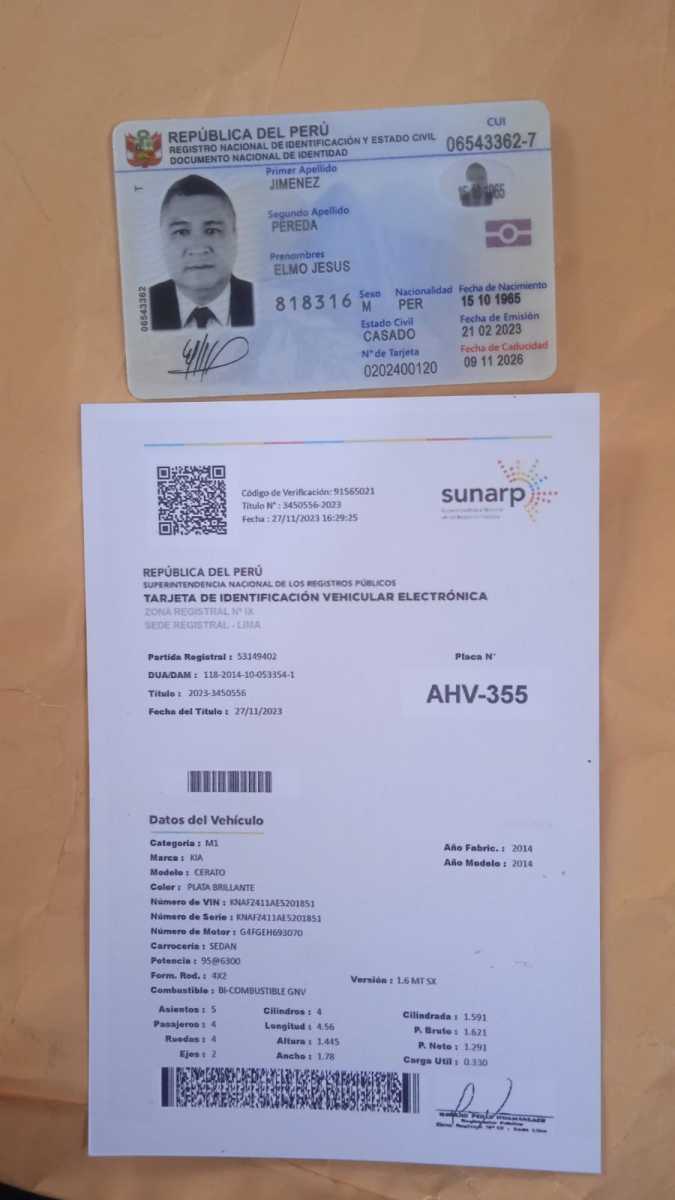 REPÚBLICA DEL PERÚ
REGISTRO NACIONAL DE IDENTIFICACIÓN Y ESTADO CIVIL
DOCUMENTO NACIONAL DE IDENTIDAD
CUI
06543362-7
T
Primer Apellido
JIMENEZ
Segundo Apellido
PEREDA
Prenombres
ELMO JESUS
818316
Sexo
M
Nacionalidad
PER
Fecha de Nacimiento
15 10 1965
Estado Civil
CASADO
Fecha de Emisión
21 02 2023
N° de Tarjeta
0202400120
Fecha de Caducidad
09 11 2026
06543362
Código de Verificación: 91565021
Título N° : 3450556-2023
Fecha : 27/11/2023 16:29:25
sunarp
REPÚBLICA DEL PERÚ
SUPERINTENDENCIA NACIONAL DE LOS REGISTROS PÚBLICOS
TARJETA DE IDENTIFICACIÓN VEHICULAR ELECTRÓNICA
ZONA REGISTRAL N° IX
SEDE REGISTRAL - LIMA
Partida Registral : 53149402
DUA/DAM : 118-2014-10-053354-1
Título : 2023-3450556
Fecha del Título : 27/11/2023
Placa N°
AHV-355
Datos del Vehículo
Categoría : M1
Marca : KIA
Modelo : CERATO
Color : PLATA BRILLANTE
Número de VIN : KNAFZ411AE5201851
Número de Serie : KNAFZ411AE5201851
Número de Motor : G4FGEH693070
Carrocería : SEDAN
Potencia : 95@6300
Form. Rod. : 4X2
Combustible : BI-COMBUSTIBLE GNV
Año Fabric. : 2014
Año Modelo : 2014
Versión : 1.6 MT SX
Asientos : 5
Pasajeros : 4
Ruedas : 4
Ejes : 2
Cilindros : 4
Longitud : 4.56
Altura : 1.445
Ancho : 1.78
Cilindrada : 1.591
P. Bruto : 1.621
P. Neto : 1.291
Carga Util : 0.330